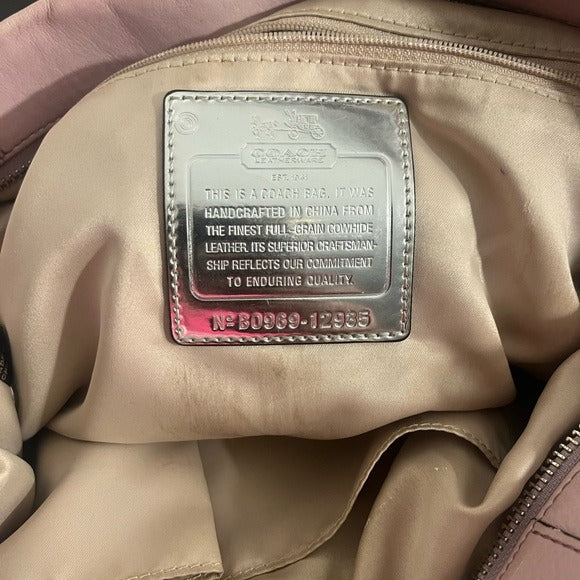 COACH
LEATHERWARE
EST. 1941
THIS IS A COACH BAG. IT WAS
HANDCRAFTED IN CHINA FROM
THE FINEST FULL-GRAIN COWHIDE
LEATHER. ITS SUPERIOR CRAFTSMAN-
SHIP REFLECTS OUR COMMITMENT
TO ENDURING QUALITY.
Nº B0969-12985